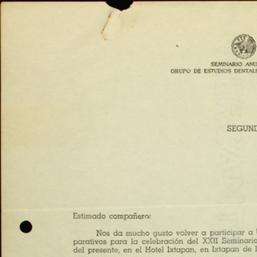 SEMINARIO ANU
GRUPO DE ESTUDIOS DENTAL
SEGUND
Estimado compañero:
Nos da mucho gusto volver a participar a
parativos para la celebración del XXII Seminario
del presente, en el Hotel Ixtapan, en Ixtapan de